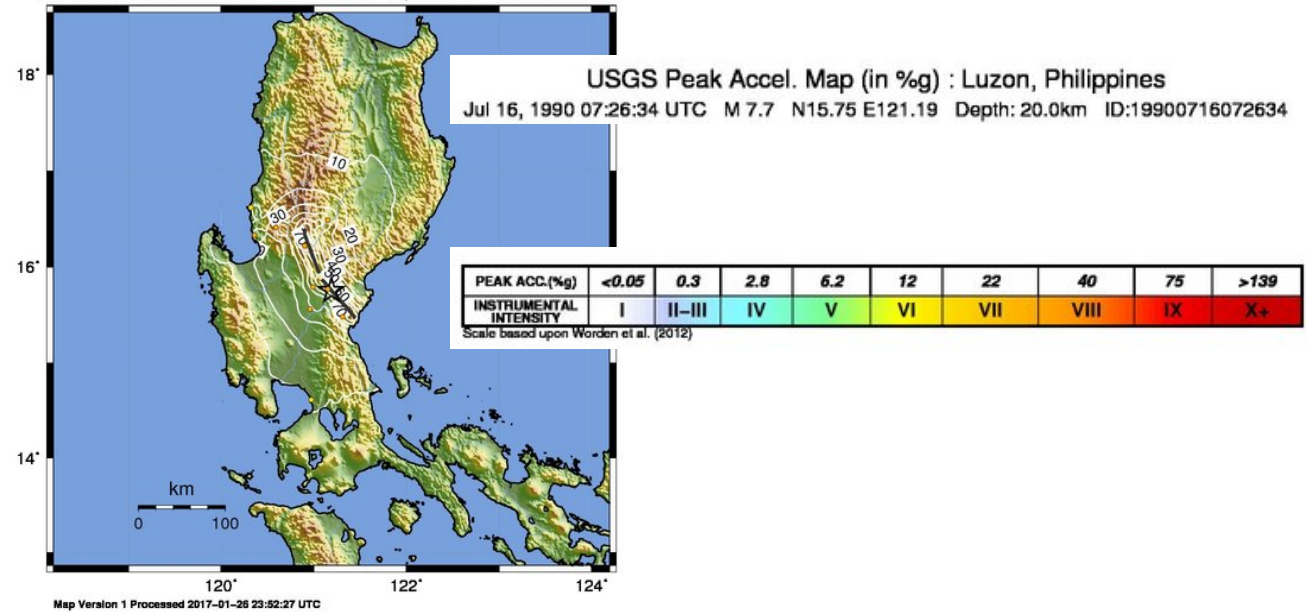 USGS Peak Accel. Map (in %g) : Luzon, Philippines
Jul 16, 1990 07:26:34 UTC M 7.7 N15.75 E121.19 Depth: 20.0km ID:19900716072634
18°
16°
14°
10
30
20
70
30
40
60
70
km
0 100
120° 122° 124°
PEAK ACC.(%g) <0.05 0.3 2.8 6.2 12 22 40 75 >139
INSTRUMENTAL INTENSITY I II–III IV V VI VII VIII IX X+
Scale based upon Worden et al. (2012)
Map Version 1 Processed 2017–01–26 23:52:27 UTC